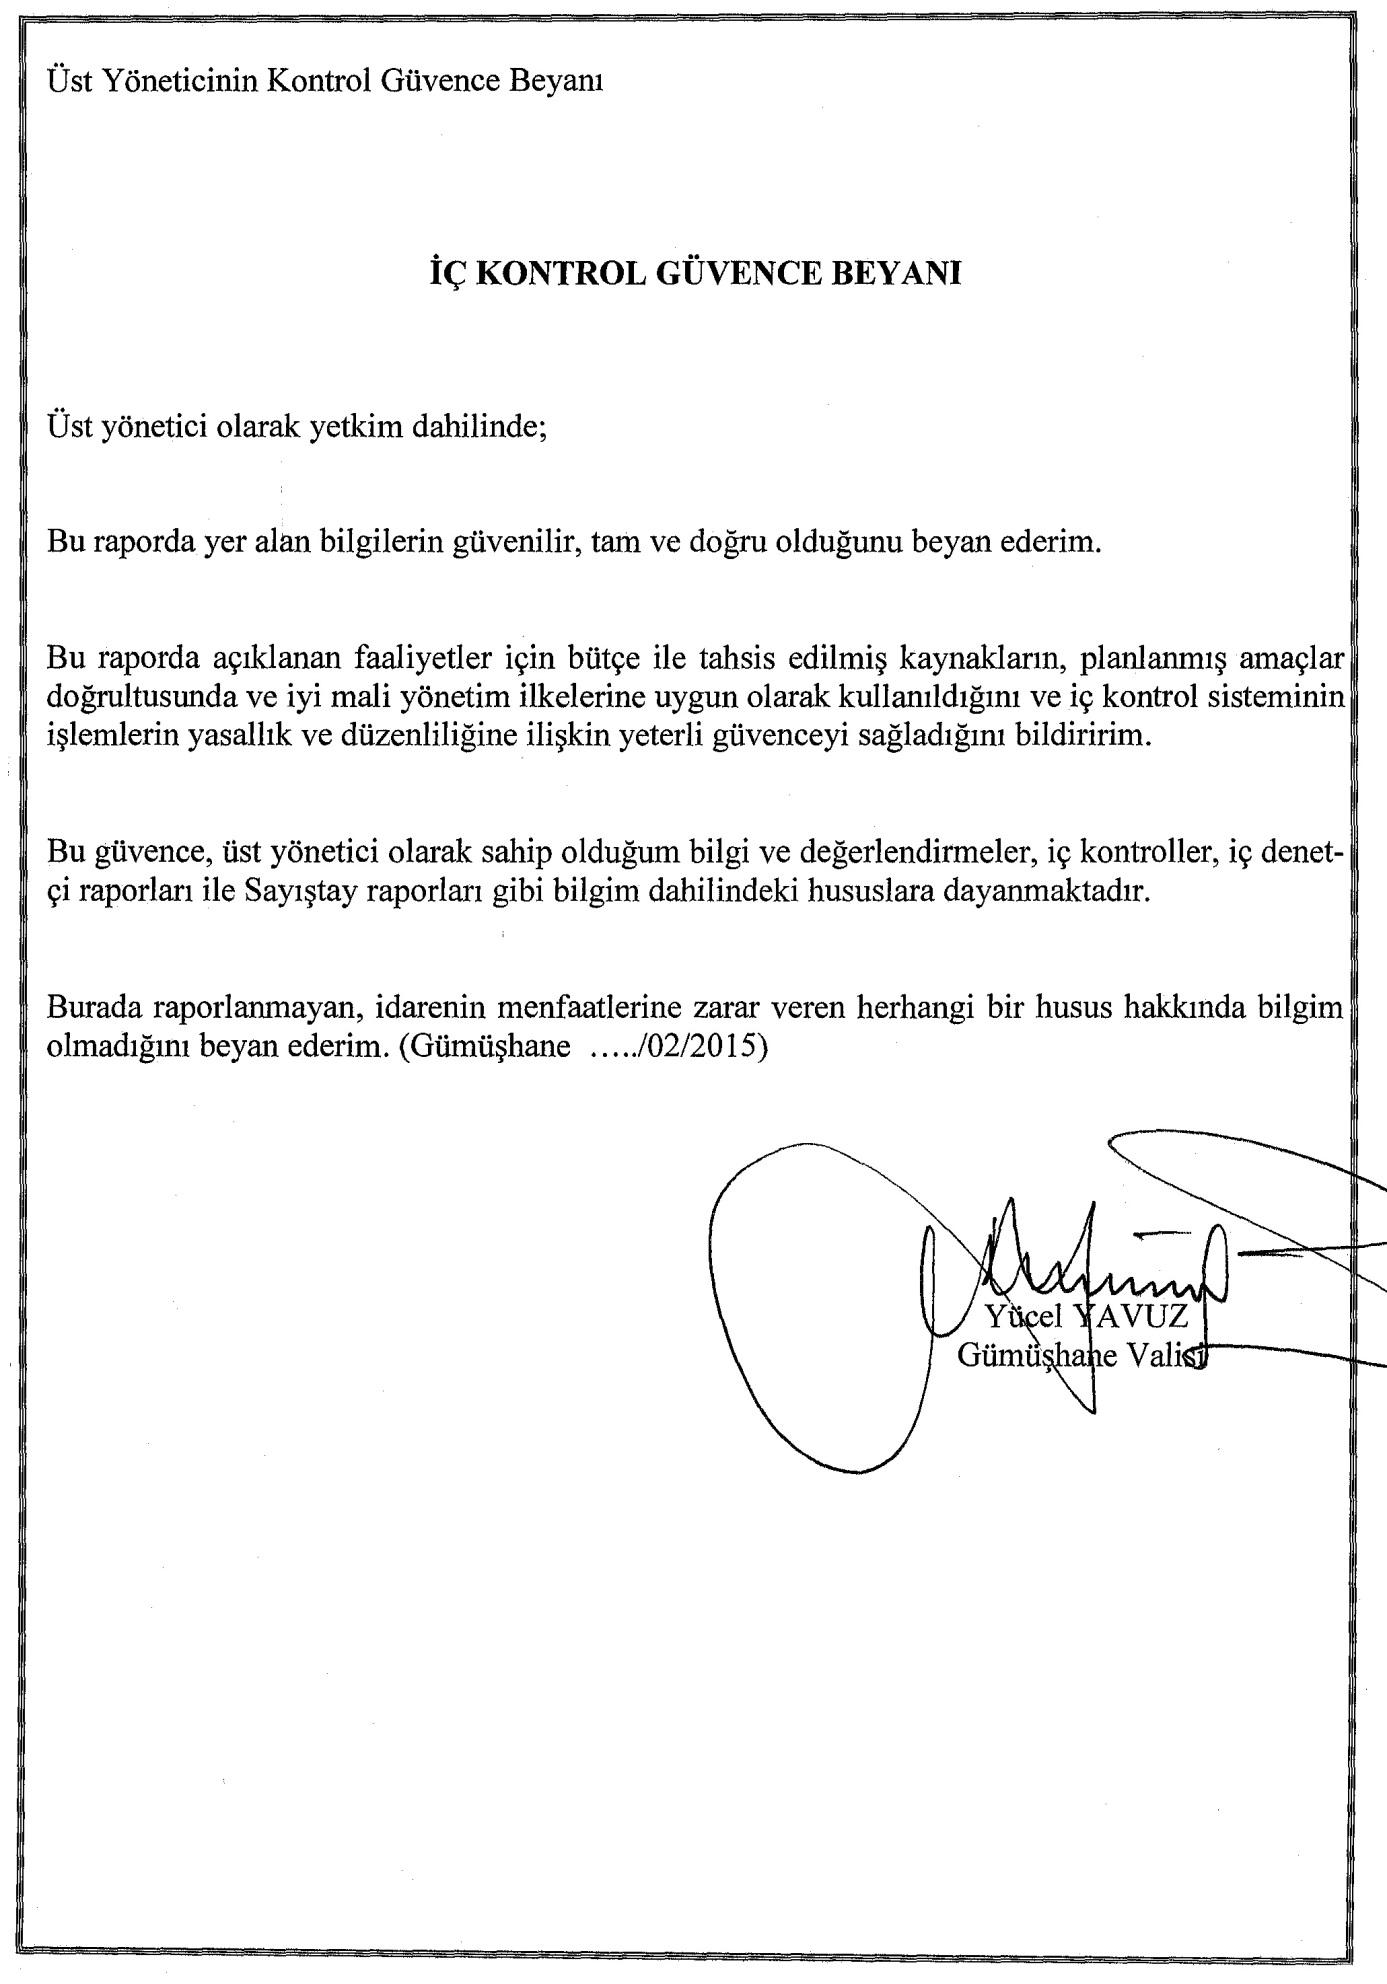 Üst Yöneticinin Kontrol Güvence Beyanı
İÇ KONTROL GÜVENCE BEYANI
Üst yönetici olarak yetkim dahilinde;
Bu raporda yer alan bilgilerin güvenilir, tam ve doğru olduğunu beyan ederim.
Bu raporda açıklanan faaliyetler için bütçe ile tahsis edilmiş kaynakların, planlanmış amaçlar
doğrultusunda ve iyi mali yönetim ilkelerine uygun olarak kullanıldığını ve iç kontrol sisteminin
işlemlerin yasallık ve düzenliliğine ilişkin yeterli güvenceyi sağladığını bildiririm.
Bu güvence, üst yönetici olarak sahip olduğum bilgi ve değerlendirmeler, iç kontroller, iç denet-
çi raporları ile Sayıştay raporları gibi bilgim dahilindeki hususlara dayanmaktadır.
Burada raporlanmayan, idarenin menfaatlerine zarar veren herhangi bir husus hakkında bilgim
olmadığını beyan ederim. (Gümüşhane ...../02/2015)
Yücel YAVUZ
Gümüşhane Valisi